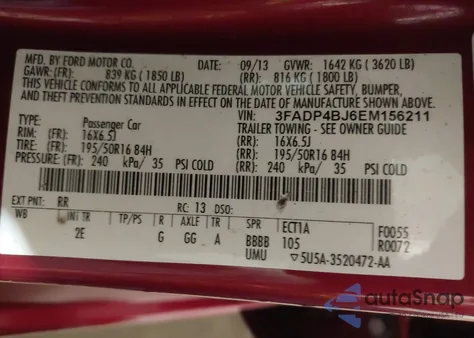 MFD. BY FORD MOTOR CO. DATE: 09/13 GVWR: 1642 KG ( 3620 LB)
GAWR: (FR): 839 KG ( 1850 LB) (RR): 816 KG ( 1800 LB)
THIS VEHICLE CONFORMS TO ALL APPLICABLE FEDERAL MOTOR VEHICLE SAFETY, BUMPER,
AND THEFT PREVENTION STANDARDS IN EFFECT ON THE DATE OF MANUFACTURE SHOWN ABOVE.
VIN: 3FADP4BJ6EM156211
TYPE: Passenger Car TRAILER TOWING - SEE OWNER GUIDE
RIM: (FR) 16X6.5J (RR): 16X6.5J
TIRE: (FR): 195/50R16 84H (RR): 195/50R16 84H
PRESSURE: (FR) 240 kPa/ 35 PSI COLD (RR): 240 kPa/ 35 PSI COLD
EXT PNT: RR RC: 13 DSO:
WB INT TR TP/PS R AXLE TR SPR ECT1A F0055
2E G GG A BBBB 105 R0072
UMU ▽5U5A-3520472-AA
autoSnap